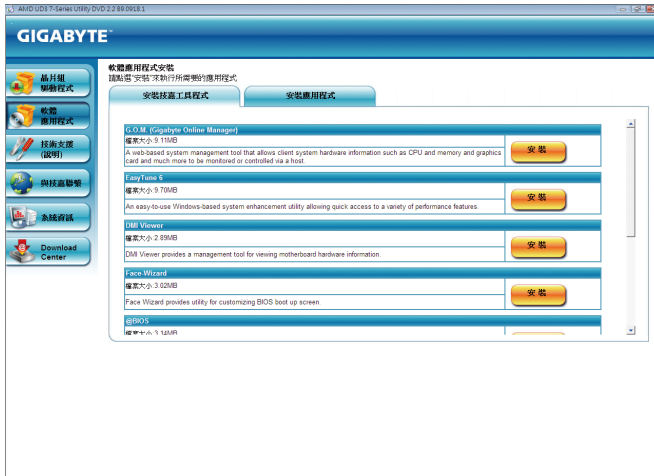 AMD UD3 7-Series Utility DVD 2.2 B9.0918.1
GIGABYTE™
晶片組
驅動程式
軟體
應用程式
技術支援
(說明)
與技嘉聯繫
系統資訊
Download
Center
軟體應用程式安裝
請點選"安裝"來執行所需要的應用程式
安裝技嘉工具程式
安裝應用程式
G.O.M. (Gigabyte Online Manager)
檔案大小:9.11MB
A web-based system management tool that allows client system hardware information such as CPU and memory and graphics
card and much more to be monitored or controlled via a host.
安裝
EasyTune 6
檔案大小:9.70MB
An easy-to-use Windows-based system enhancement utility allowing quick access to a variety of performance features.
安裝
DMI Viewer
檔案大小:2.89MB
DMI Viewer provides a management tool for viewing motherboard hardware information.
安裝
Face-Wizard
檔案大小:3.02MB
Face Wizard provides utility for customizing BIOS boot up screen.
安裝
@BIOS
檔案大小:3.14MB